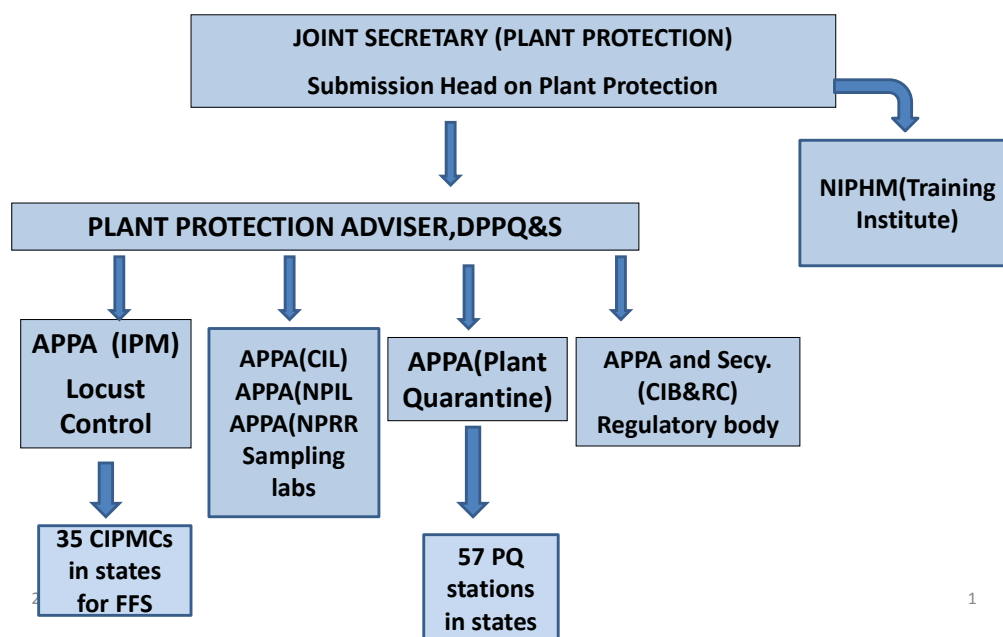 JOINT SECRETARY (PLANT PROTECTION)
Submission Head on Plant Protection
NIPHM(Training
Institute)
PLANT PROTECTION ADVISER,DPPQ&S
APPA (IPM)
Locust
Control
APPA(CIL)
APPA(NPIL
APPA(NPRR
Sampling
labs
APPA(Plant
Quarantine)
APPA and Secy.
(CIB&RC)
Regulatory body
35 CIPMCs
in states
for FFS
57 PQ
stations
in states
2
1